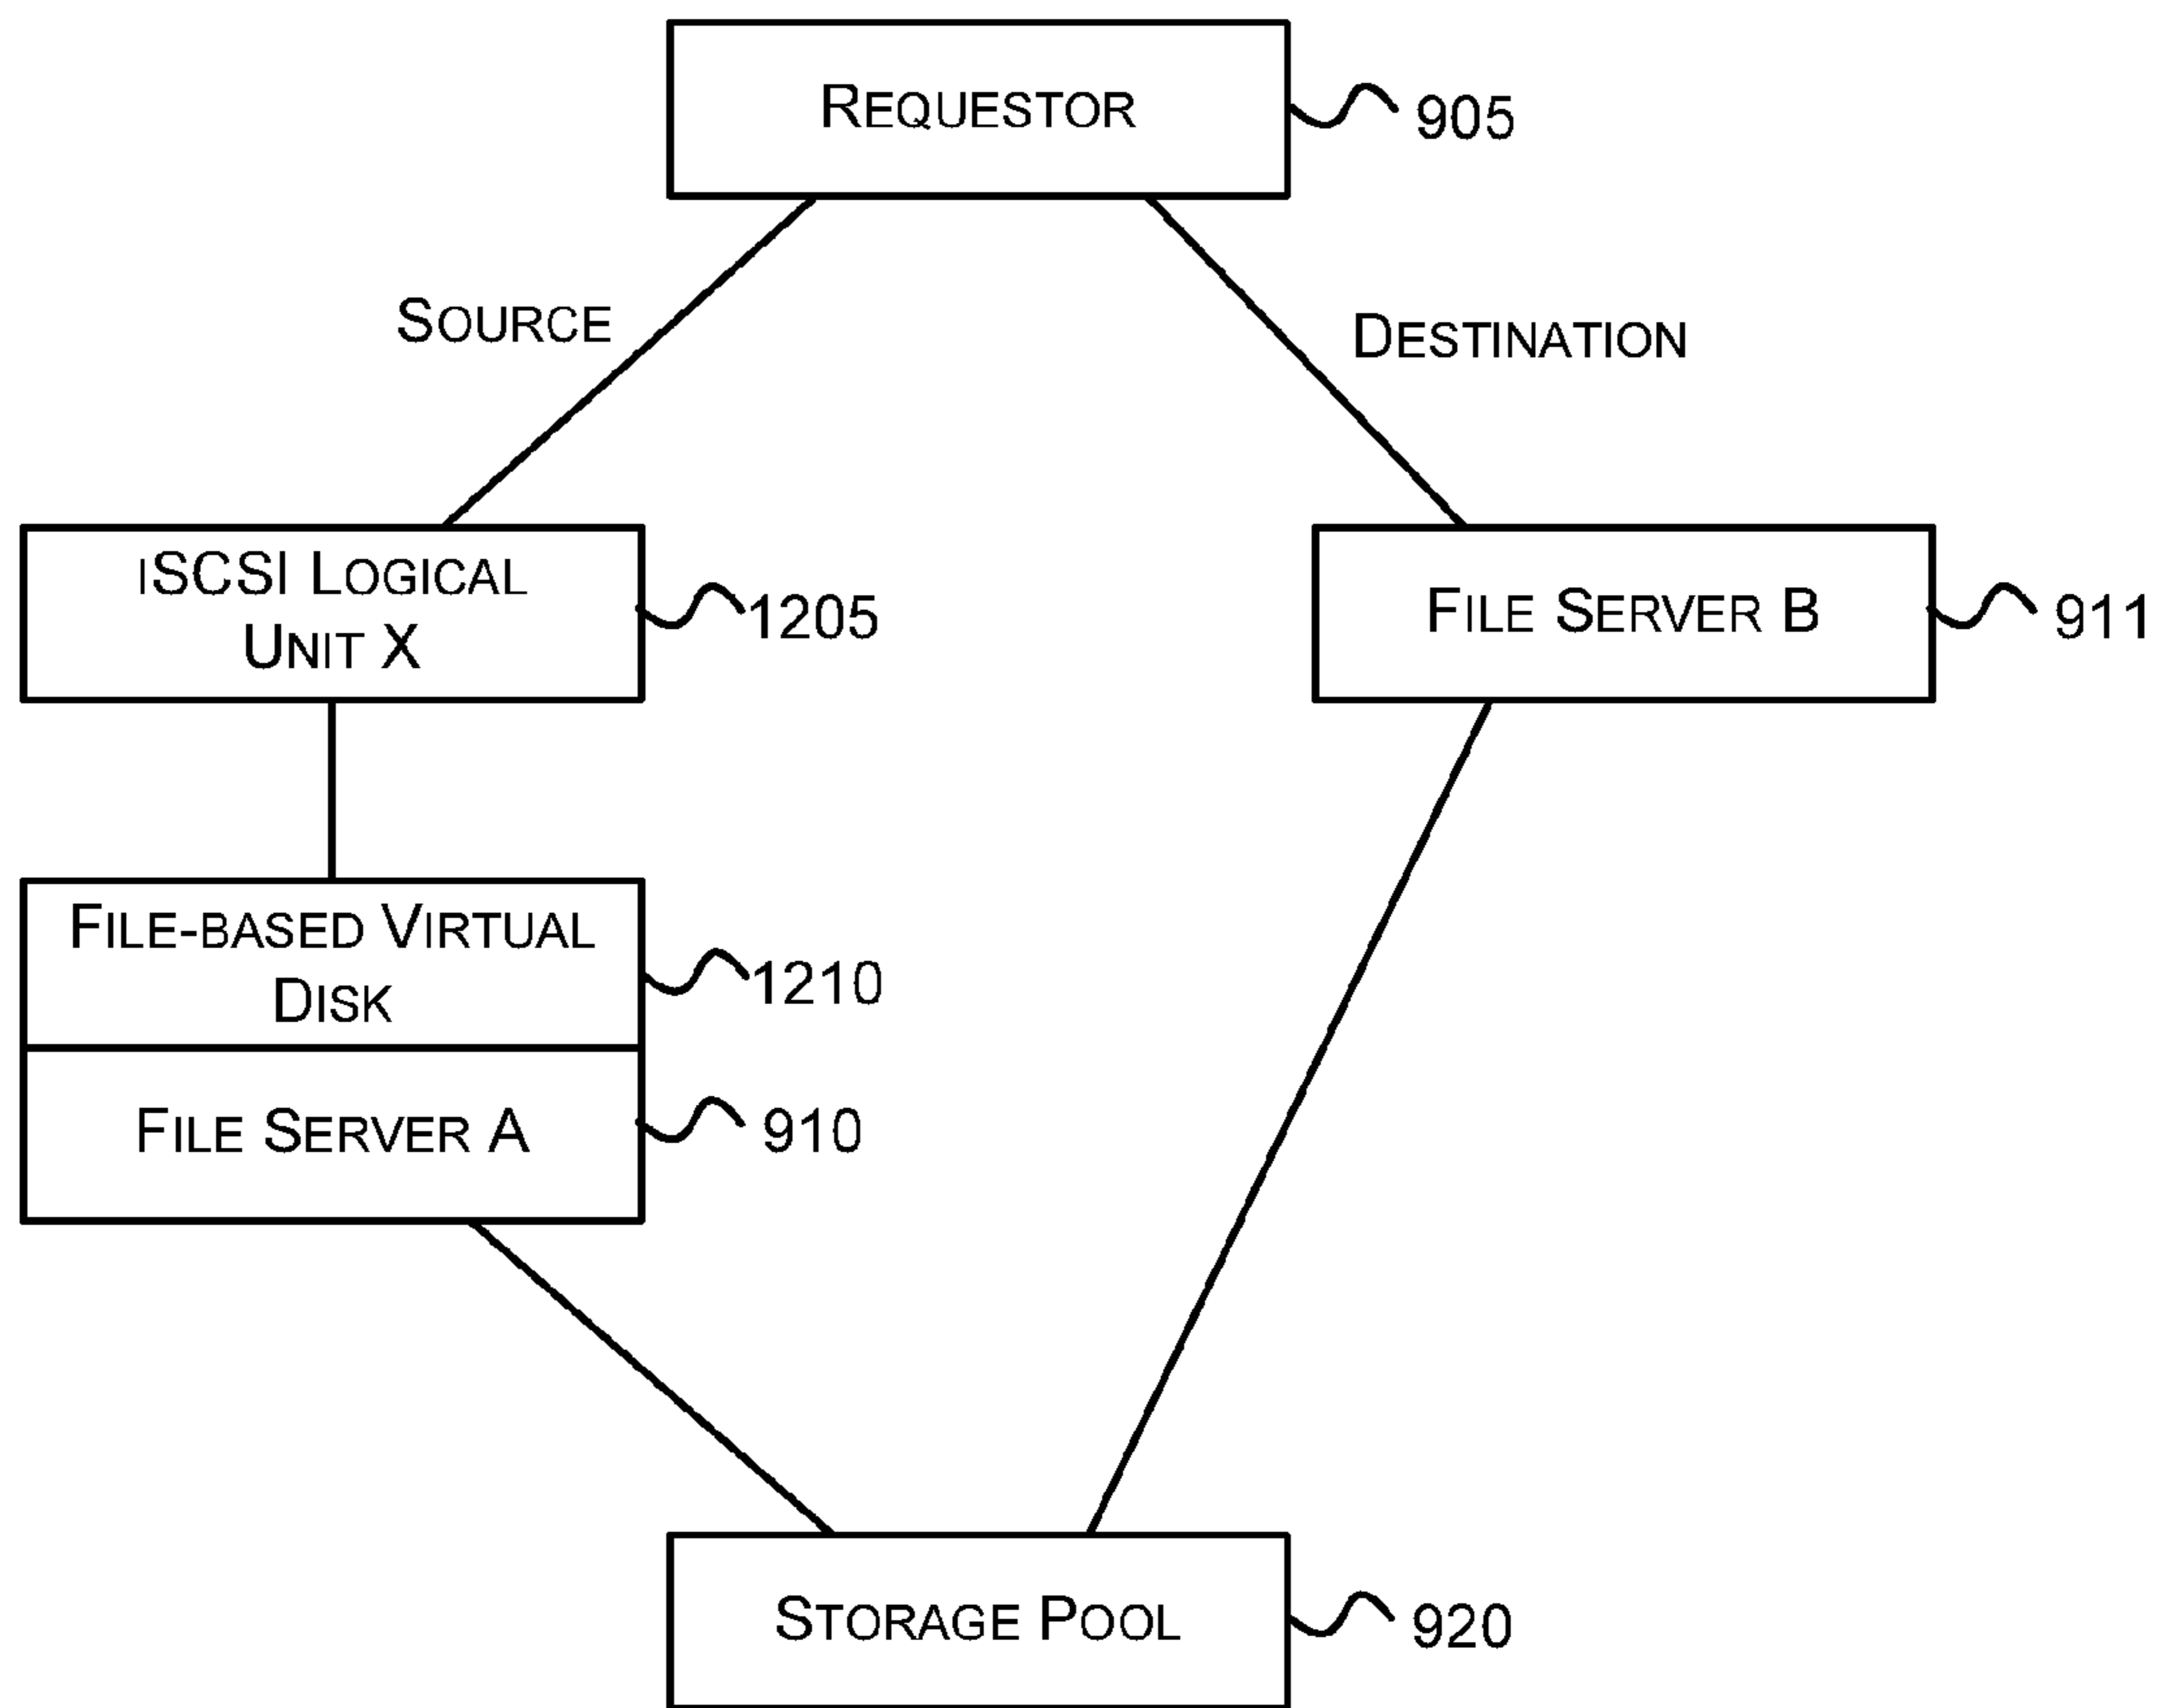 REQUESTOR
905
SOURCE
DESTINATION
iSCSI LOGICAL
UNIT X
1205
FILE SERVER B
911
FILE-BASED VIRTUAL
DISK
1210
FILE SERVER A
910
STORAGE POOL
920